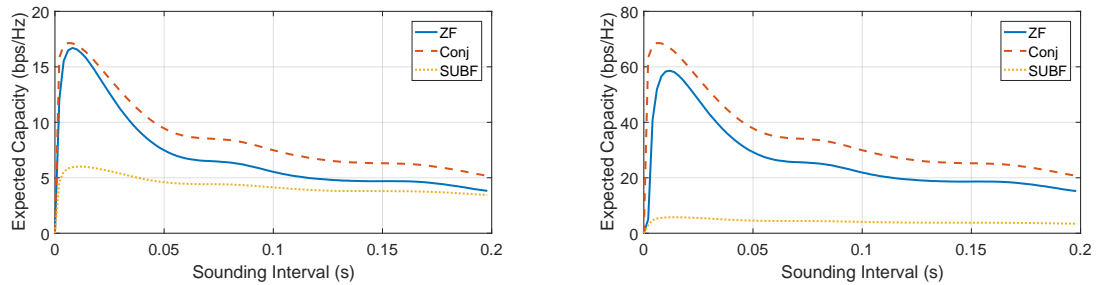 20
15
10
5
0
Expected Capacity (bps/Hz)
ZF
Conj
SUBF
0
0.05
0.1
0.15
0.2
Sounding Interval (s)
80
60
40
20
0
Expected Capacity (bps/Hz)
ZF
Conj
SUBF
0
0.05
0.1
0.15
0.2
Sounding Interval (s)